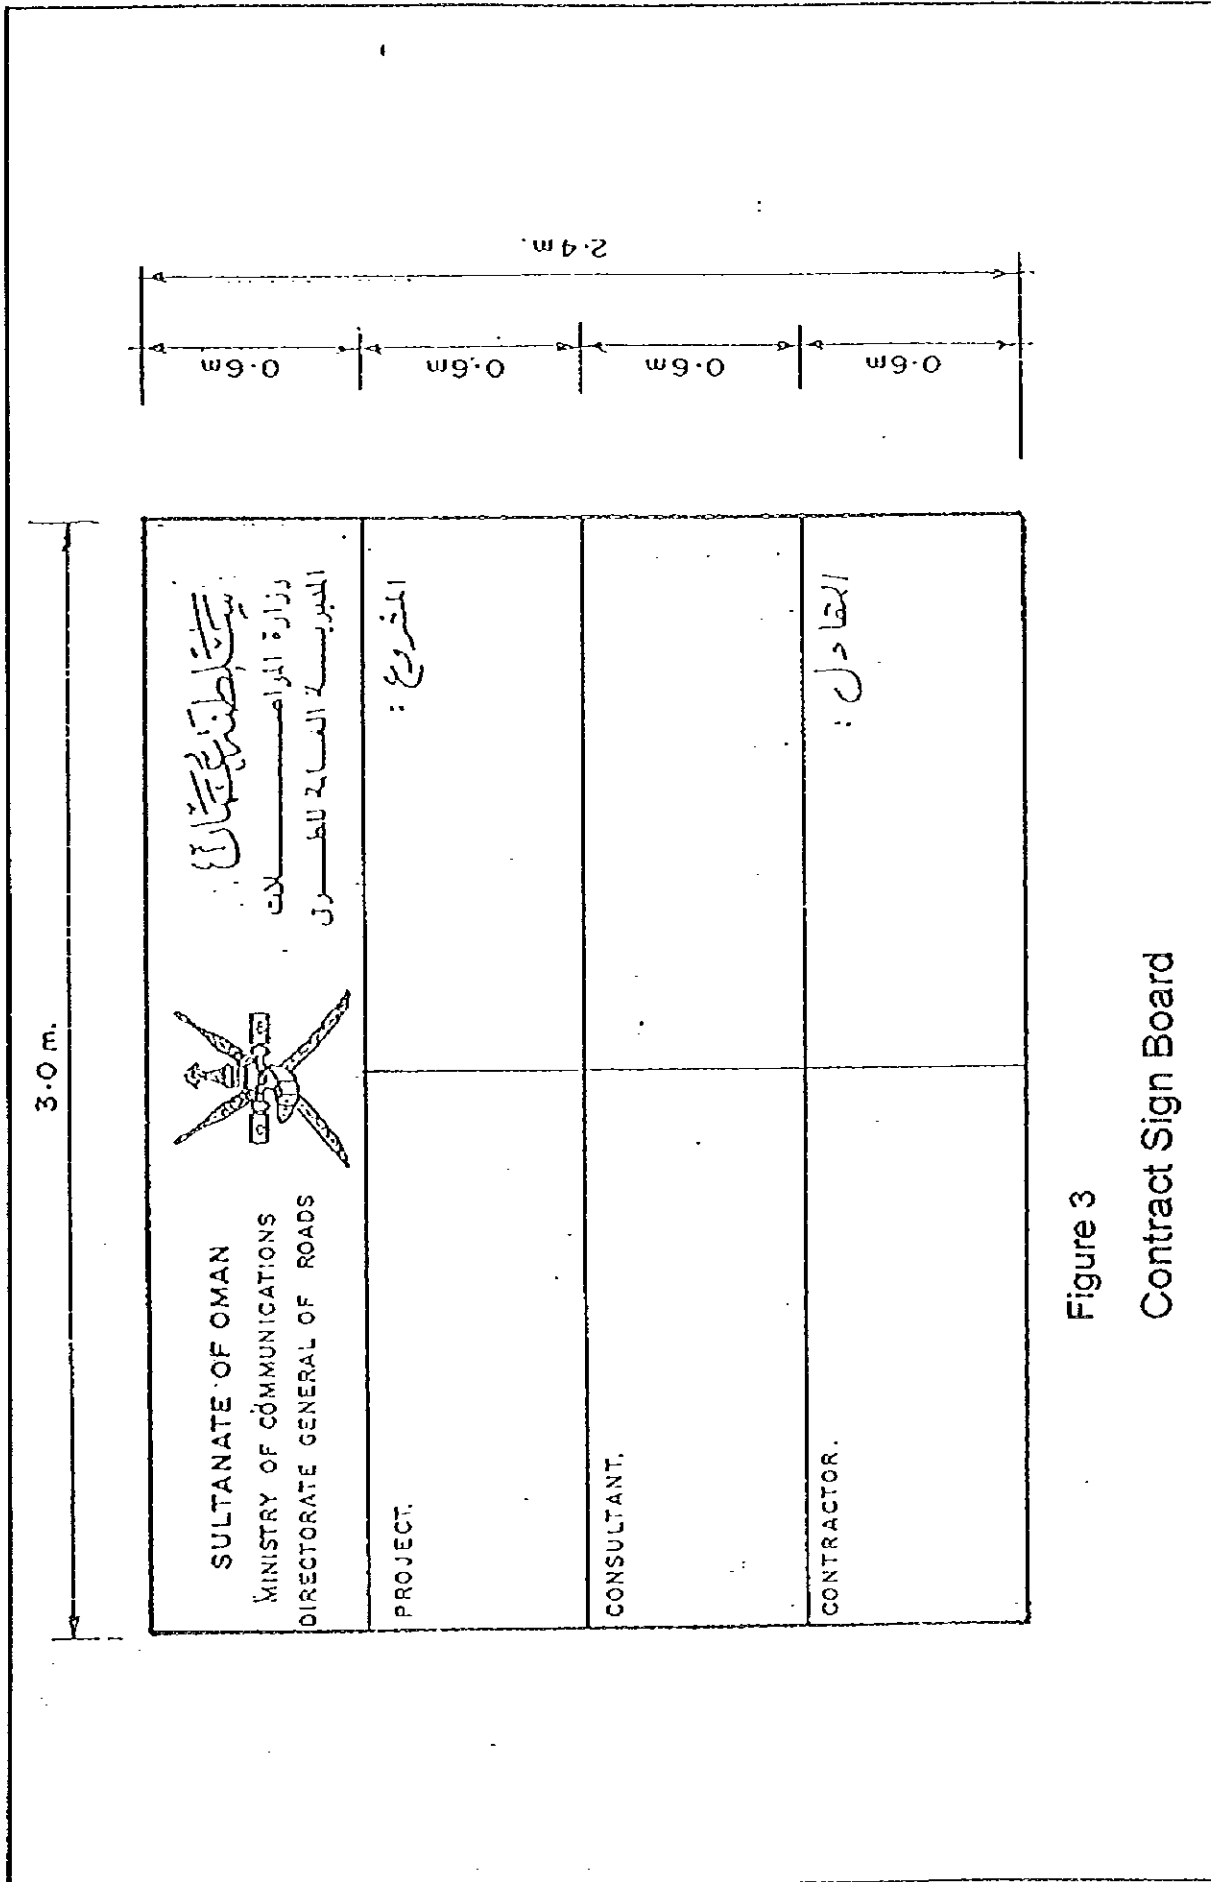 3.0 m.
SULTANATE OF OMAN
MINISTRY OF COMMUNICATIONS
DIRECTORATE GENERAL OF ROADS
سلطنة عمان
وزارة المواصلات
المديرية العامة للطرق
PROJECT.
المشروع :
CONSULTANT.
CONTRACTOR.
المقاول :
0.6m
0.6m
0.6m
0.6m
2.4m.
Figure 3
Contract Sign Board